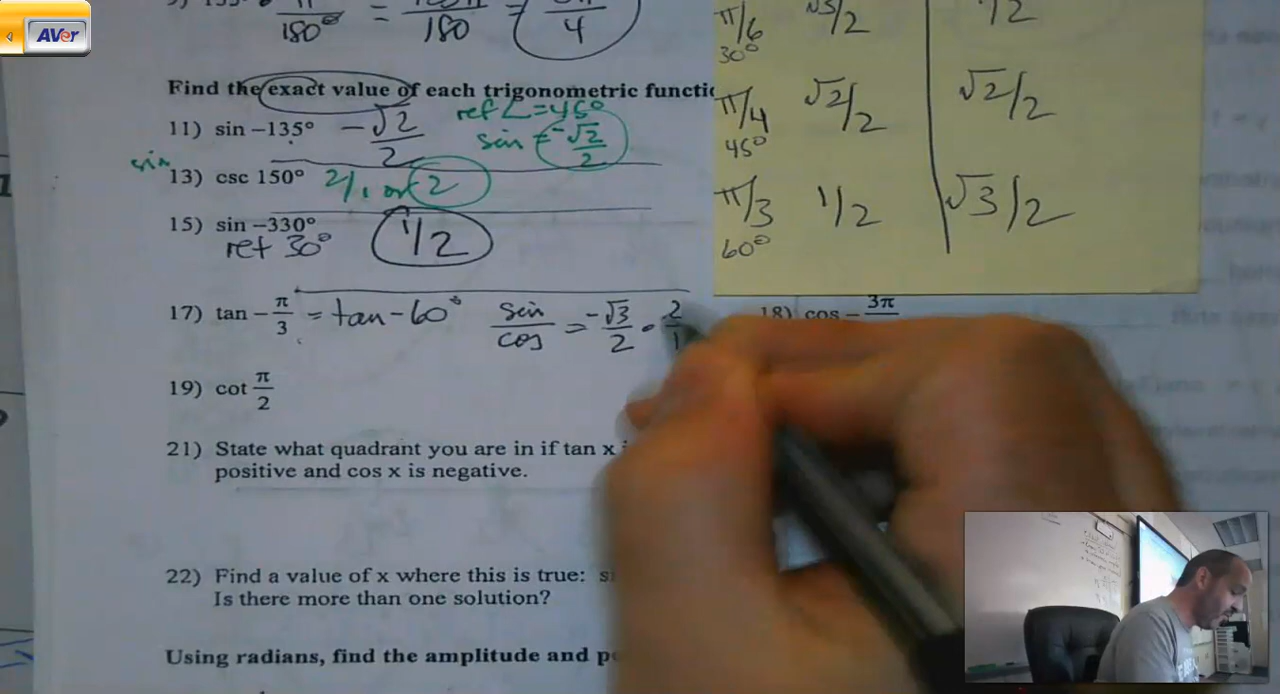 AVer
9) 135° · π/180° = 180 = 4
Find the exact value of each trigonometric functi
11) sin −135° −√2/2 ref ∠ = 45°
sin = −√2/2
sin
13) csc 150° 2/1 or 2
15) sin −330° 1/2
ref 30°
17) tan − π/3 = tan −60° sin/cos = −√3/2 · 2/1
18) cos − 3π
19) cot π/2
21) State what quadrant you are in if tan x
positive and cos x is negative.
22) Find a value of x where this is true: s
Is there more than one solution?
Using radians, find the amplitude and p
π/6 √3/2 1/2
30°
π/4 √2/2 √2/2
45°
π/3 1/2 √3/2
60°